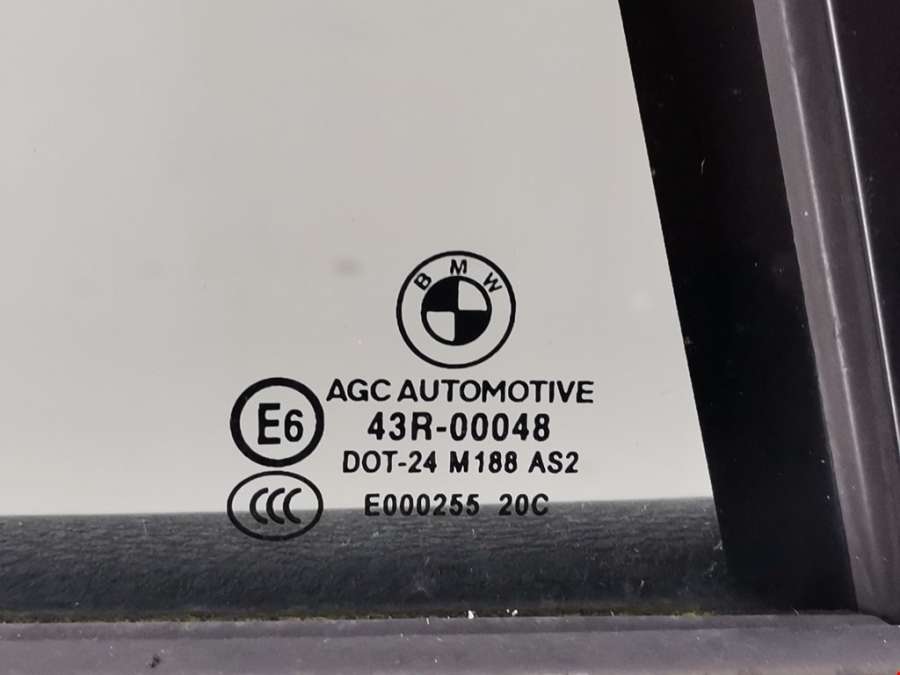 BMW
AGC AUTOMOTIVE
E6 43R-00048
DOT-24 M188 AS2
CCC E000255 20C